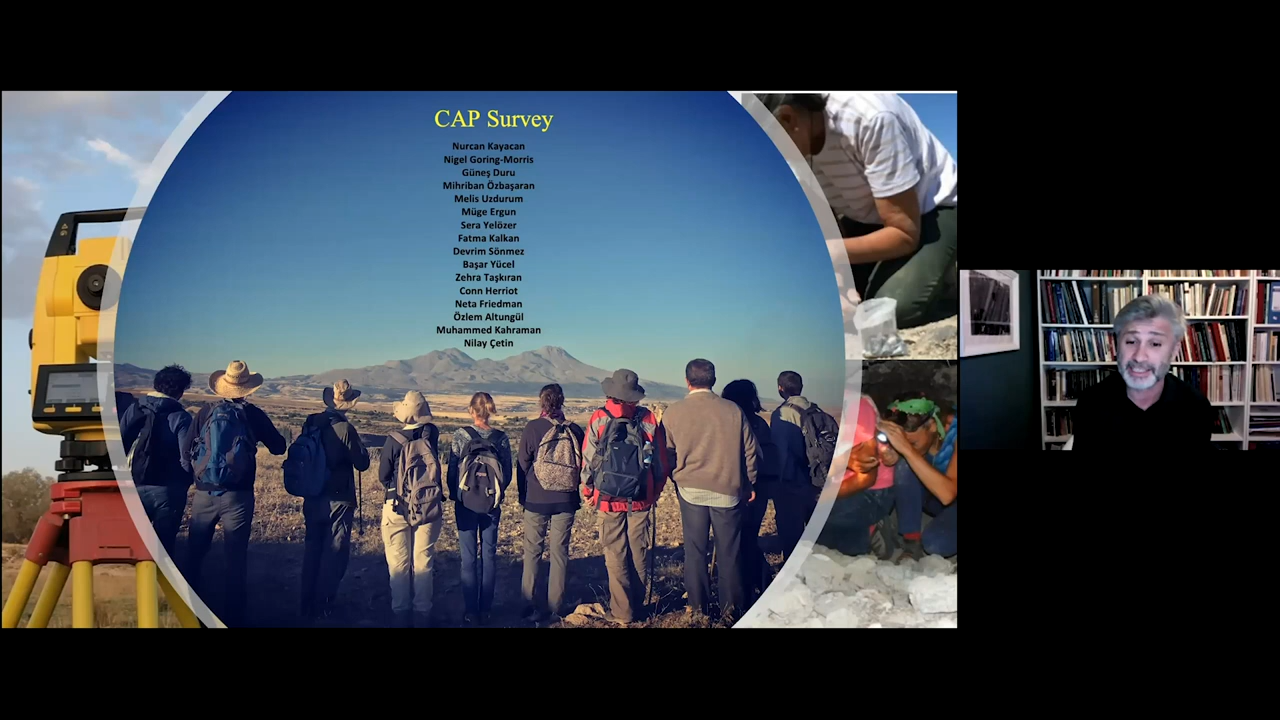 CAP Survey
Nurcan Kayacan
Nigel Goring-Morris
Güneş Duru
Mihriban Özbaşaran
Melis Uzdurum
Müge Ergun
Sera Yelözer
Fatma Kalkan
Devrim Sönmez
Başar Yücel
Zehra Taşkıran
Conn Herriot
Neta Friedman
Özlem Altungül
Muhammed Kahraman
Nilay Çetin